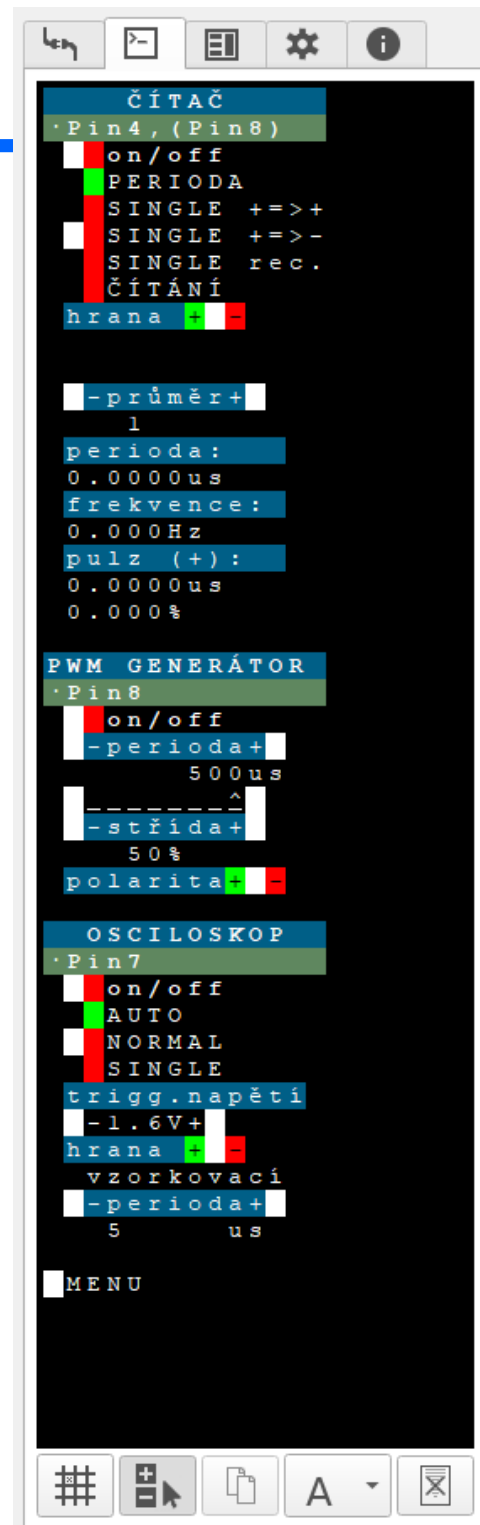 ČÍTAČ
·Pin4,(Pin8)
on/off
PERIODA
SINGLE +=>+
SINGLE +=>-
SINGLE rec.
ČÍTÁNÍ
hrana + -
-průměr+
1
perioda:
0.0000us
frekvence:
0.000Hz
pulz (+):
0.0000us
0.000%
PWM GENERÁTOR
·Pin8
on/off
-perioda+
500us
_______^
-střída+
50%
polarita+ -
OSCILOSKOP
·Pin7
on/off
AUTO
NORMAL
SINGLE
trigg.napětí
-1.6V+
hrana + -
vzorkovací
-perioda+
5 us
MENU
A